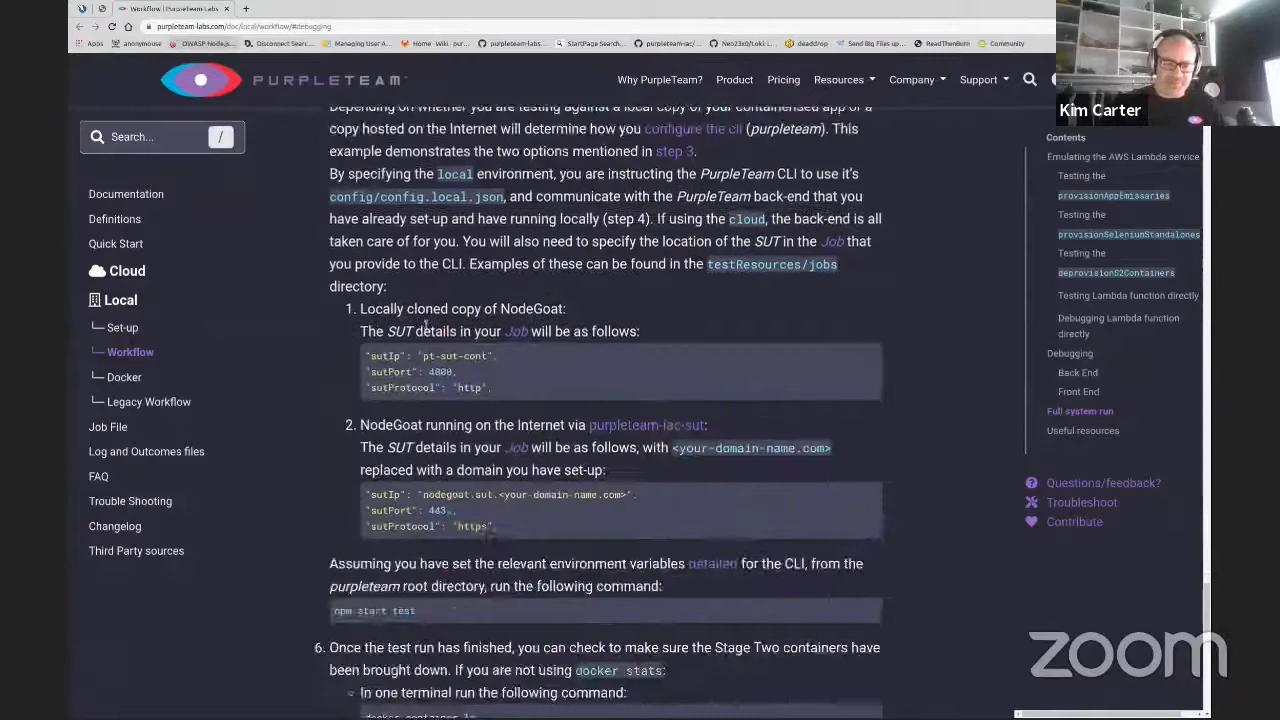 Workflow | PurpleTeam-Labs
purpleteam-labs.com/doc/local/workflow/#debugging
Apps
anonymouse
OWASP Node.js
Disconnect Searc...
Managing User A...
Home · Wiki · pur...
purpleteam-labs...
StartPage Search...
purpleteam-iac/...
Neo23x0/Loki L...
deaddrop
Send Big Files up...
ReadThenBurn
Community
PURPLETEAM
Why PurpleTeam?
Product
Pricing
Resources
Company
Support
Kim Carter
Search...
/
Documentation
Definitions
Quick Start
Cloud
Local
Set-up
Workflow
Docker
Legacy Workflow
Job File
Log and Outcomes files
FAQ
Trouble Shooting
Changelog
Third Party sources
Depending on whether you are testing against a local copy of your containerised app or a
copy hosted on the Internet will determine how you configure the cli (purpleteam). This
example demonstrates the two options mentioned in step 3.
By specifying the local environment, you are instructing the PurpleTeam CLI to use it's
config/config.local.json, and communicate with the PurpleTeam back-end that you
have already set-up and have running locally (step 4). If using the cloud, the back-end is all
taken care of for you. You will also need to specify the location of the SUT in the Job that
you provide to the CLI. Examples of these can be found in the testResources/jobs
directory:
1. Locally cloned copy of NodeGoat:
The SUT details in your Job will be as follows:
"sutIp": "pt-sut-cont",
"sutPort": 4000,
"sutProtocol": "http",
2. NodeGoat running on the Internet via purpleteam-iac-sut:
The SUT details in your Job will be as follows, with <your-domain-name.com>
replaced with a domain you have set-up:
"sutIp": "nodegoat.sut.<your-domain-name.com>",
"sutPort": 443,
"sutProtocol": "https",
Assuming you have set the relevant environment variables detailed for the CLI, from the
purpleteam root directory, run the following command:
npm start test
6. Once the test run has finished, you can check to make sure the Stage Two containers have
been brought down. If you are not using docker stats:
In one terminal run the following command:
Contents
Emulating the AWS Lambda service
Testing the
provisionAppEmissaries
Testing the
provisionSeleniumStandalones
Testing the
deprovisionS2Containers
Testing Lambda function directly
Debugging Lambda function
directly
Debugging
Back End
Front End
Full system run
Useful resources
Questions/feedback?
Troubleshoot
Contribute
zoom